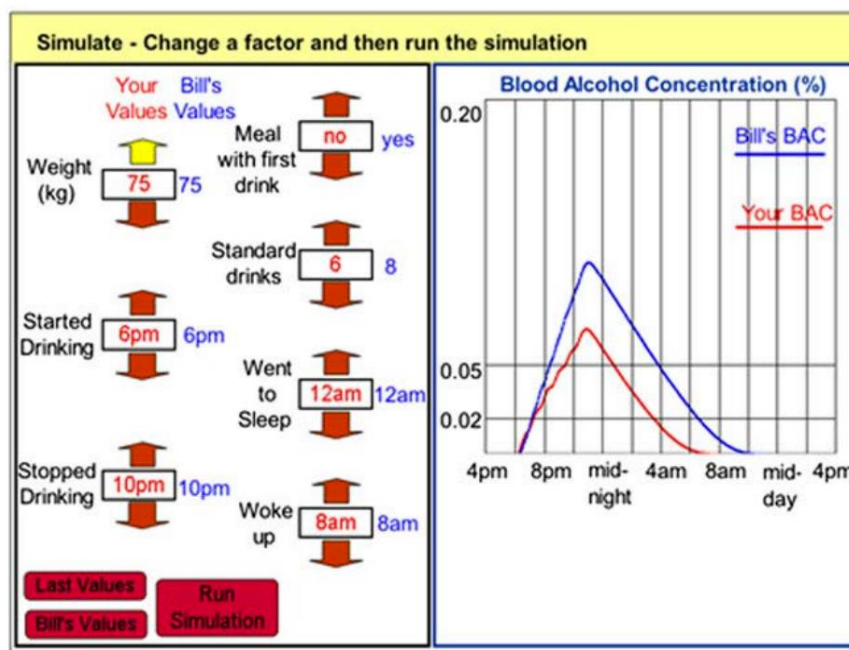 Simulate - Change a factor and then run the simulation
Your Bill's
Values Values
Weight
(kg)
75 75
Meal
with first
drink
no yes
Standard
drinks
6 8
Started
Drinking
6pm 6pm
Went
to
Sleep
12am 12am
Stopped
Drinking
10pm 10pm
Woke
up
8am 8am
Last Values
Bill's Values
Run
Simulation
Blood Alcohol Concentration (%)
0.20
Bill's BAC
Your BAC
0.05
0.02
4pm 8pm mid-night 4am 8am mid-day 4pm